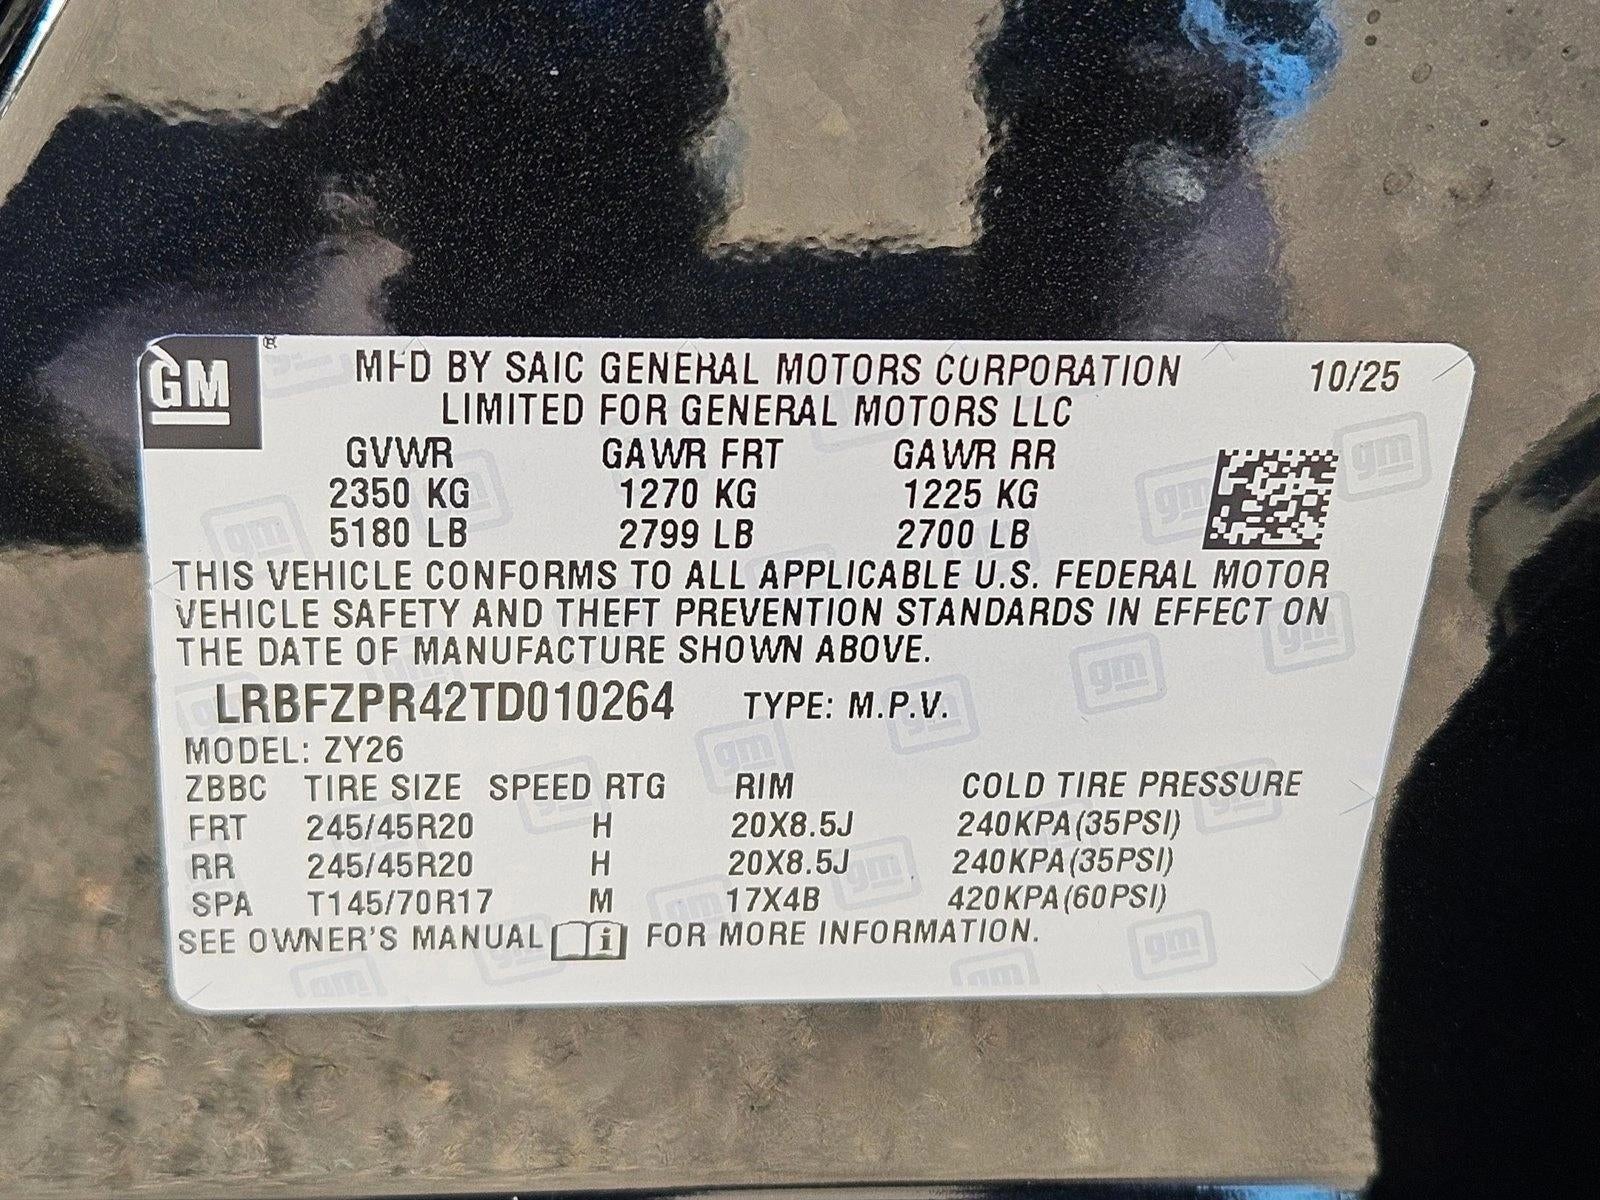 GM ®
MFD BY SAIC GENERAL MOTORS CORPORATION 10/25
LIMITED FOR GENERAL MOTORS LLC
GVWR GAWR FRT GAWR RR
2350 KG 1270 KG 1225 KG
5180 LB 2799 LB 2700 LB
THIS VEHICLE CONFORMS TO ALL APPLICABLE U.S. FEDERAL MOTOR
VEHICLE SAFETY AND THEFT PREVENTION STANDARDS IN EFFECT ON
THE DATE OF MANUFACTURE SHOWN ABOVE.
LRBFZPR42TD010264 TYPE: M.P.V.
MODEL: ZY26
ZBBC TIRE SIZE SPEED RTG RIM COLD TIRE PRESSURE
FRT 245/45R20 H 20X8.5J 240KPA(35PSI)
RR 245/45R20 H 20X8.5J 240KPA(35PSI)
SPA T145/70R17 M 17X4B 420KPA(60PSI)
SEE OWNER'S MANUAL i FOR MORE INFORMATION.